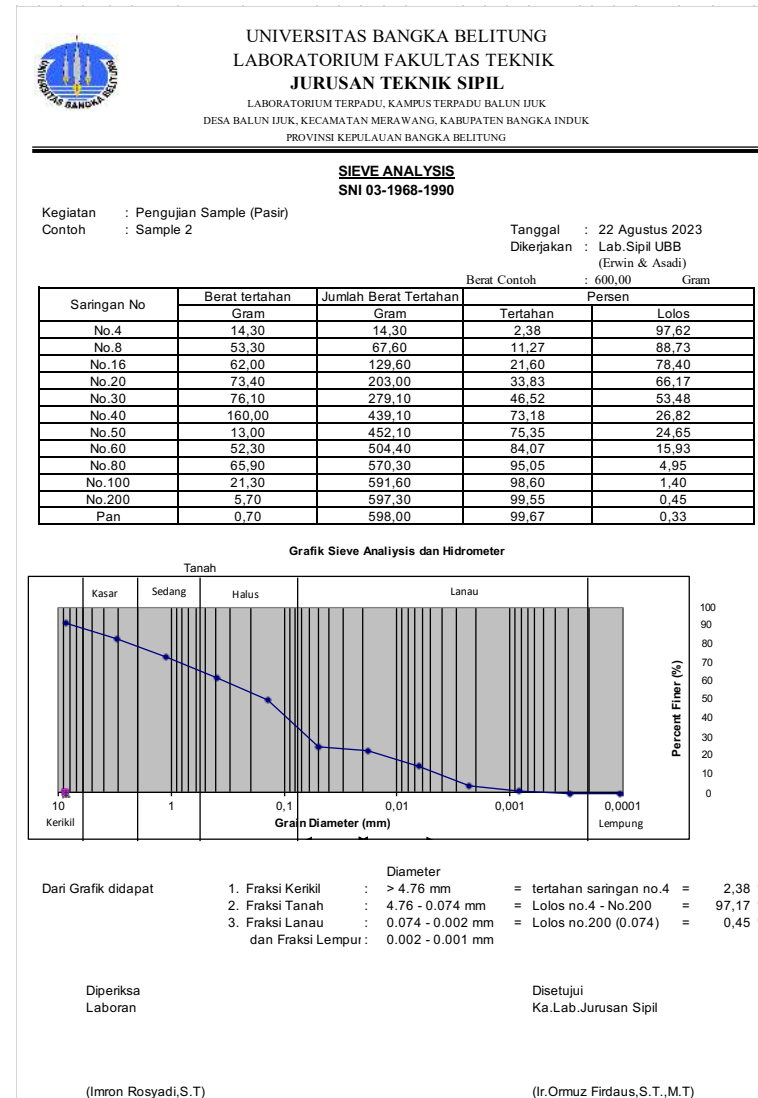 UNIVERSITAS BANGKA BELITUNG
UNIVERSITAS BANGKA BELITUNG
LABORATORIUM FAKULTAS TEKNIK
JURUSAN TEKNIK SIPIL
LABORATORIUM TERPADU, KAMPUS TERPADU BALUN IJUK
DESA BALUN IJUK, KECAMATAN MERAWANG, KABUPATEN BANGKA INDUK
PROVINSI KEPULAUAN BANGKA BELITUNG
SIEVE ANALYSIS
SNI 03-1968-1990
Kegiatan : Pengujian Sample (Pasir)
Contoh : Sample 2 Tanggal : 22 Agustus 2023
Dikerjakan : Lab.Sipil UBB
(Erwin & Asadi)
Berat Contoh : 600,00 Gram
Saringan No Berat tertahan Jumlah Berat Tertahan Persen
Gram Gram Tertahan Lolos
No.4 14,30 14,30 2,38 97,62
No.8 53,30 67,60 11,27 88,73
No.16 62,00 129,60 21,60 78,40
No.20 73,40 203,00 33,83 66,17
No.30 76,10 279,10 46,52 53,48
No.40 160,00 439,10 73,18 26,82
No.50 13,00 452,10 75,35 24,65
No.60 52,30 504,40 84,07 15,93
No.80 65,90 570,30 95,05 4,95
No.100 21,30 591,60 98,60 1,40
No.200 5,70 597,30 99,55 0,45
Pan 0,70 598,00 99,67 0,33
Grafik Sieve Analiysis dan Hidrometer
Tanah
Kasar Sedang Halus Lanau
100
90
80
70
60
50
40
30
20
10
0
Percent Finer (%)
10 1 0,1 0,01 0,001 0,0001
Kerikil Grain Diameter (mm) Lempung
Diameter
Dari Grafik didapat 1. Fraksi Kerikil : > 4.76 mm = tertahan saringan no.4 = 2,38
2. Fraksi Tanah : 4.76 - 0.074 mm = Lolos no.4 - No.200 = 97,17
3. Fraksi Lanau : 0.074 - 0.002 mm = Lolos no.200 (0.074) = 0,45
dan Fraksi Lempur : 0.002 - 0.001 mm
Diperiksa Disetujui
Laboran Ka.Lab.Jurusan Sipil
(Imron Rosyadi,S.T) (Ir.Ormuz Firdaus,S.T.,M.T)